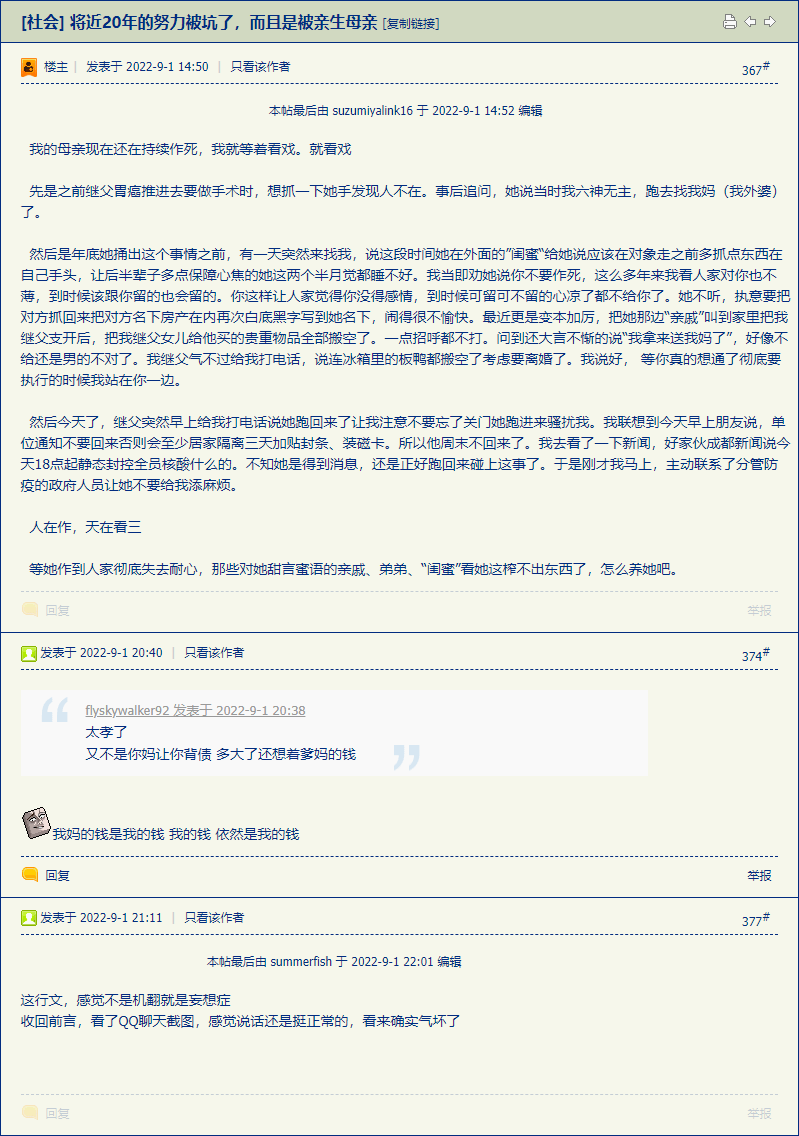 [社会] 将近20年的努力被坑了，而且是被亲生母亲 [复制链接]
楼主 | 发表于 2022-9-1 14:50 | 只看该作者
367#
本帖最后由 suzumiyalink16 于 2022-9-1 14:52 编辑
我的母亲现在还在持续作死，我就等着看戏。就看戏
先是之前继父胃癌推进去要做手术时，想抓一下她手发现人不在。事后追问，她说当时我六神无主，跑去找我妈（我外婆）
了。
然后是年底她捅出这个事情之前，有一天突然来找我，说这段时间她在外面的”闺蜜“给她说应该在对象走之前多抓点东西在
自己手头，让后半辈子多点保障心焦的她这两个半月觉都睡不好。我当即劝她说你不要作死，这么多年来我看人家对你也不
薄，到时候该跟你留的也会留的。你这样让人家觉得你没得感情，到时候可留可不留的心凉了都不给你了。她不听，执意要把
对方抓回来把对方名下房产在内再次白底黑字写到她名下，闹得很不愉快。最近更是变本加厉，把她那边“亲戚”叫到家里把我
继父支开后，把我继父女儿给他买的贵重物品全部搬空了。一点招呼都不打。问到还大言不惭的说“我拿来送我妈了”，好像不
给还是男的不对了。我继父气不过给我打电话，说连冰箱里的板鸭都搬空了考虑要离婚了。我说好， 等你真的想通了彻底要
执行的时候我站在你一边。
然后今天了，继父突然早上给我打电话说她跑回来了让我注意不要忘了关门她跑进来骚扰我。我联想到今天早上朋友说，单
位通知不要回来否则会至少居家隔离三天加贴封条、装磁卡。所以他周末不回来了。我去看了一下新闻，好家伙成都新闻说今
天18点起静态封控全员核酸什么的。不知她是得到消息，还是正好跑回来碰上这事了。于是刚才我马上，主动联系了分管防
疫的政府人员让她不要给我添麻烦。
人在作，天在看三
等她作到人家彻底失去耐心，那些对她甜言蜜语的亲戚、弟弟、“闺蜜”看她这榨不出东西了，怎么养她吧。
回复
举报
发表于 2022-9-1 20:40 | 只看该作者
374#
flyskywalker92 发表于 2022-9-1 20:38
太孝了
又不是你妈让你背债 多大了还想着爹妈的钱
我妈的钱是我的钱 我的钱 依然是我的钱
回复
举报
发表于 2022-9-1 21:11 | 只看该作者
377#
本帖最后由 summerfish 于 2022-9-1 22:01 编辑
这行文，感觉不是机翻就是妄想症
收回前言，看了QQ聊天截图，感觉说话还是挺正常的，看来确实气坏了
回复
举报